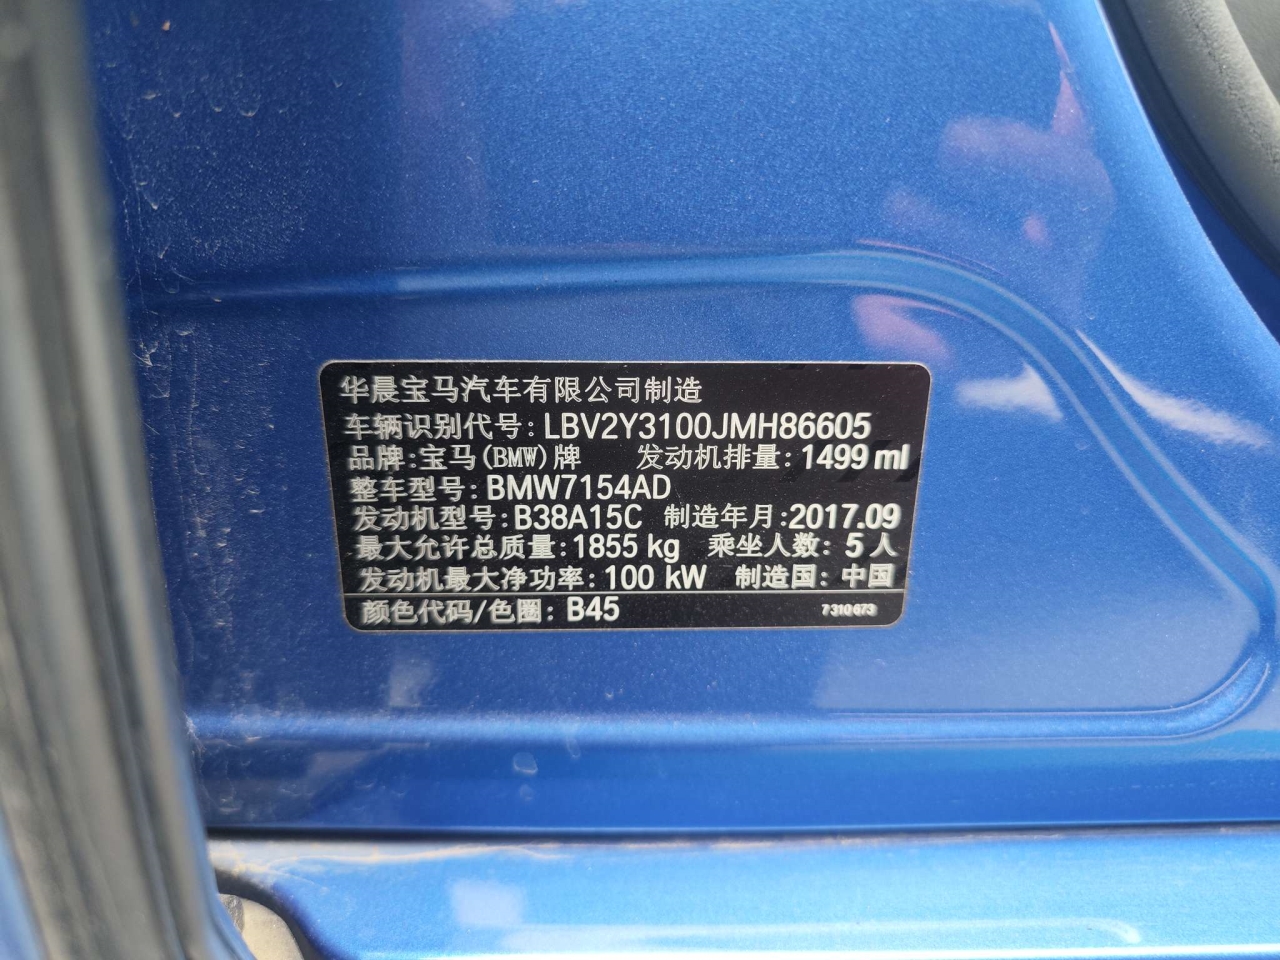 华晨宝马汽车有限公司制造
车辆识别代号: LBV2Y3100JMH86605
品牌:宝马(BMW)牌 发动机排量: 1499 ml
整车型号: BMW7154AD
发动机型号: B38A15C 制造年月:2017.09
最大允许总质量: 1855 kg 乘坐人数: 5 人
发动机最大净功率: 100 kW 制造国: 中国
颜色代码/色圈: B45 7310673